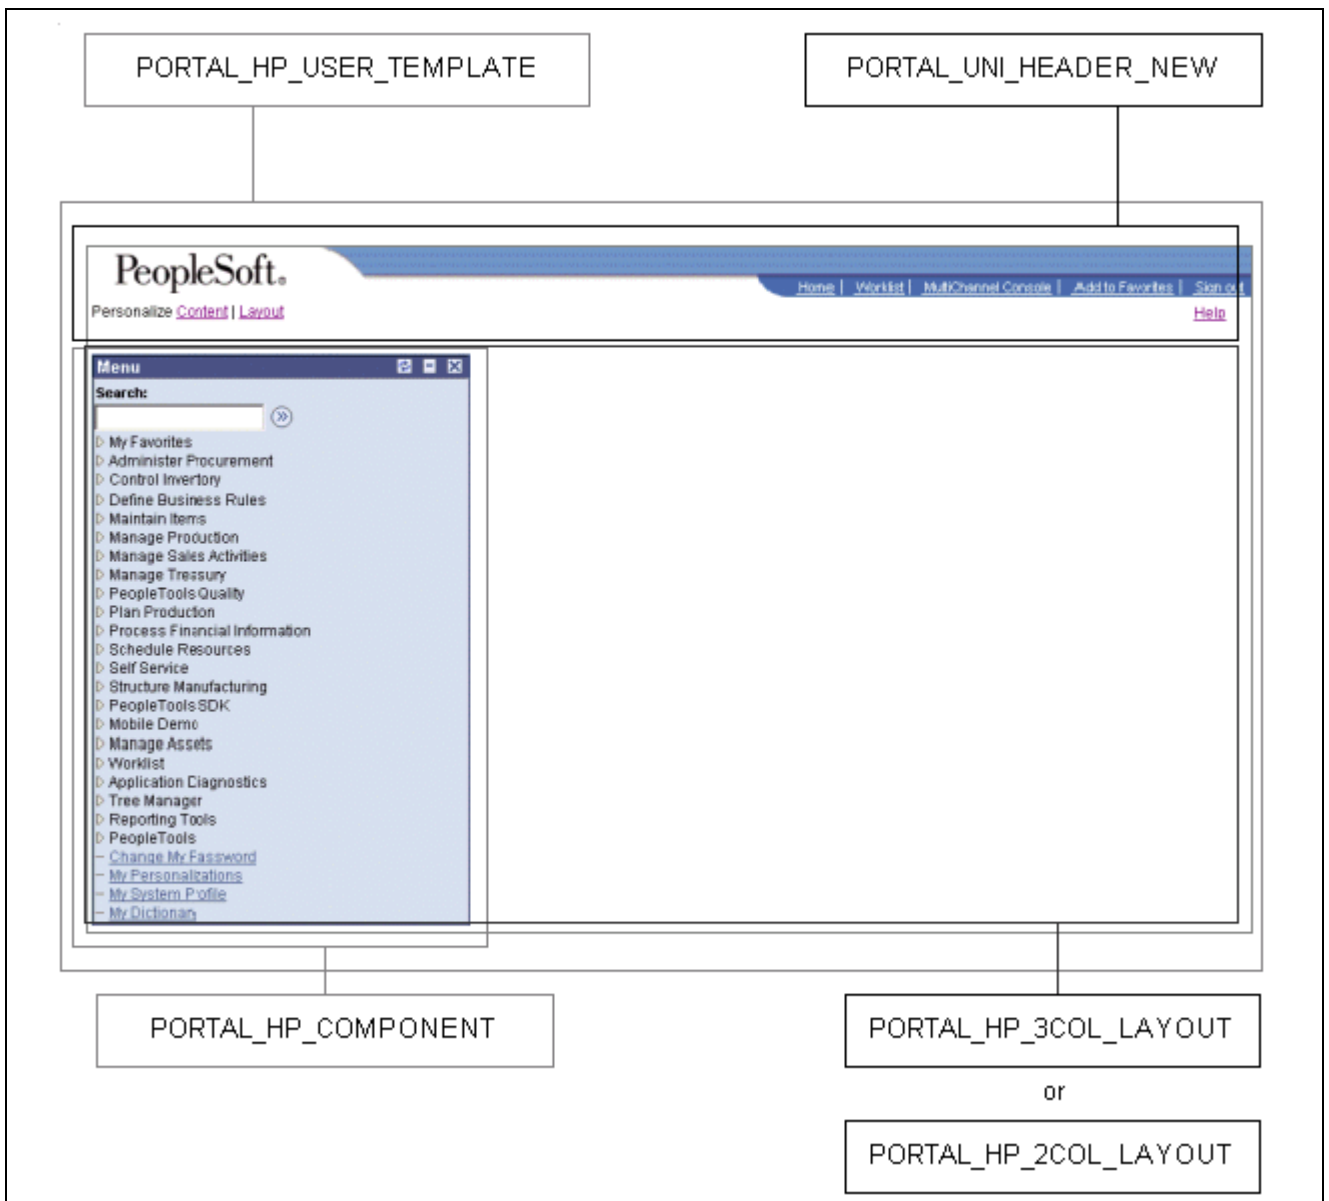 PORTAL_HP_USER_TEMPLATE
PORTAL_UNI_HEADER_NEW
PeopleSoft®
Home | Worklist | MultiChannel Console | Add to Favorites | Sign out
Personalize Content | Layout
Help
Menu
Search:
My Favorites
Administer Procurement
Control Inventory
Define Business Rules
Maintain Items
Manage Production
Manage Sales Activities
Manage Treasury
PeopleTools Quality
Plan Production
Process Financial Information
Schedule Resources
Self Service
Structure Manufacturing
PeopleTools SDK
Mobile Demo
Manage Assets
Worklist
Application Diagnostics
Tree Manager
Reporting Tools
PeopleTools
Change My Password
My Personalizations
My System Profile
My Dictionary
PORTAL_HP_COMPONENT
PORTAL_HP_3COL_LAYOUT
or
PORTAL_HP_2COL_LAYOUT